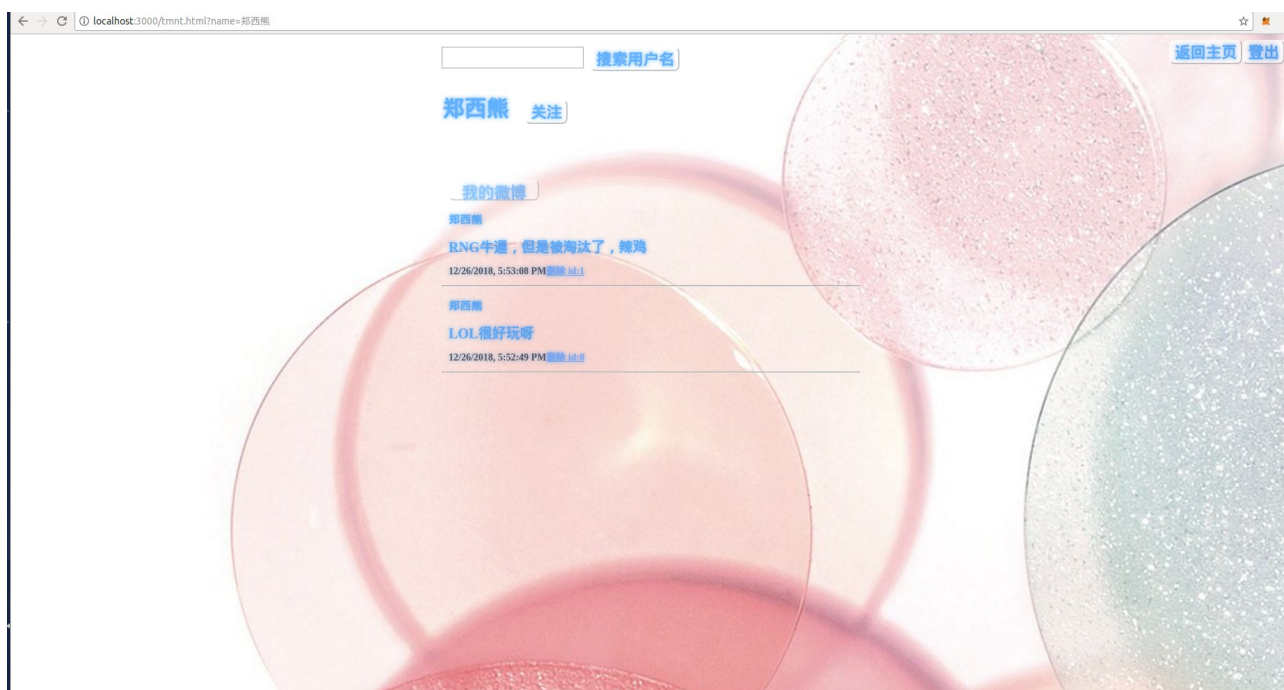 localhost:3000/tmnt.html?name=郑西熊
搜索用户名
返回主页 登出
郑西熊 关注
我的微博
郑西熊
RNG牛逼，但是被淘汰了，辣鸡
12/26/2018, 5:53:08 PM删除 id:1
郑西熊
LOL很好玩呀
12/26/2018, 5:52:49 PM删除 id:0